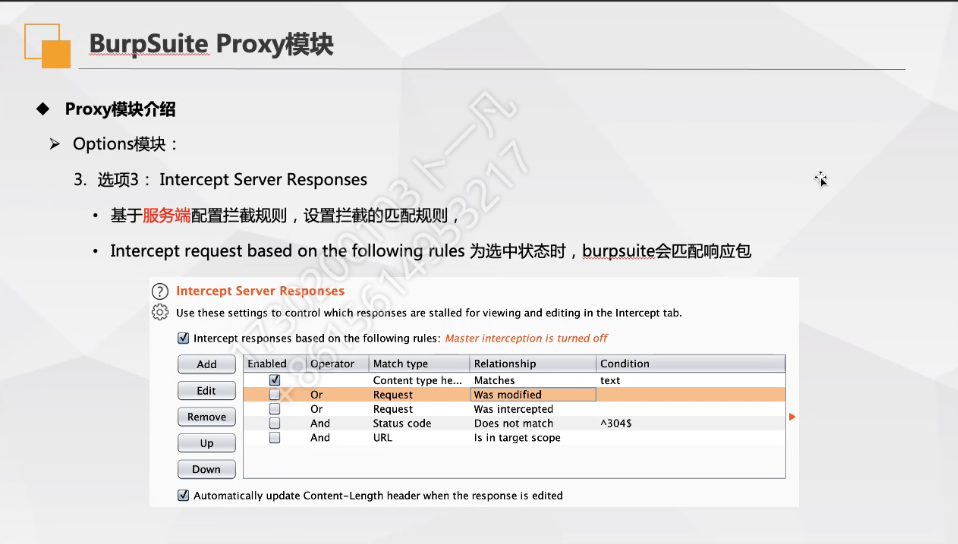 BurpSuite Proxy模块
◆ Proxy模块介绍
➢ Options模块：
3. 选项3： Intercept Server Responses
• 基于服务端配置拦截规则，设置拦截的匹配规则，
• Intercept request based on the following rules 为选中状态时，burpsuite会匹配响应包
Intercept Server Responses
Use these settings to control which responses are stalled for viewing and editing in the Intercept tab.
Intercept responses based on the following rules: Master interception is turned off
Add Enabled Operator Match type Relationship Condition
Content type he... Matches text
Edit Or Request Was modified
Or Request Was intercepted
Remove And Status code Does not match ^304$
And URL Is in target scope
Up
Down
Automatically update Content-Length header when the response is edited